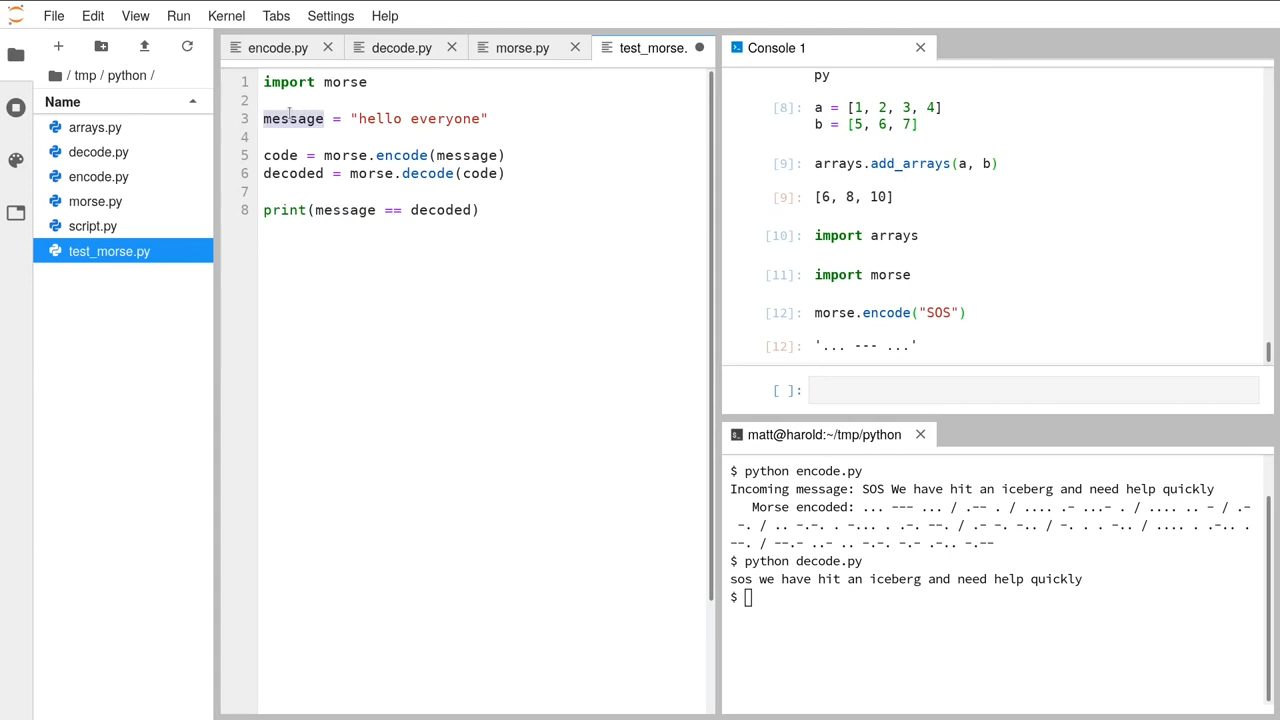 File Edit View Run Kernel Tabs Settings Help
/ tmp / python /
Name
arrays.py
decode.py
encode.py
morse.py
script.py
test_morse.py
encode.py
decode.py
morse.py
test_morse.
1 import morse
2
3 message = "hello everyone"
4
5 code = morse.encode(message)
6 decoded = morse.decode(code)
7
8 print(message == decoded)
Console 1
py
[8]: a = [1, 2, 3, 4]
b = [5, 6, 7]
[9]: arrays.add_arrays(a, b)
[9]: [6, 8, 10]
[10]: import arrays
[11]: import morse
[12]: morse.encode("SOS")
[12]: '... --- ...'
[ ]:
matt@harold:~/tmp/python
$ python encode.py
Incoming message: SOS We have hit an iceberg and need help quickly
Morse encoded: ... --- ... / .-- . / .... .- ...- . / .... .. - / .-
-. / .. -.-. . -... . .-. --. / .- -. -.. / -. . . -.. / .... . .-.. .
--. / --.- ..- .. -.-. -.- .-.. -.--
$ python decode.py
sos we have hit an iceberg and need help quickly
$